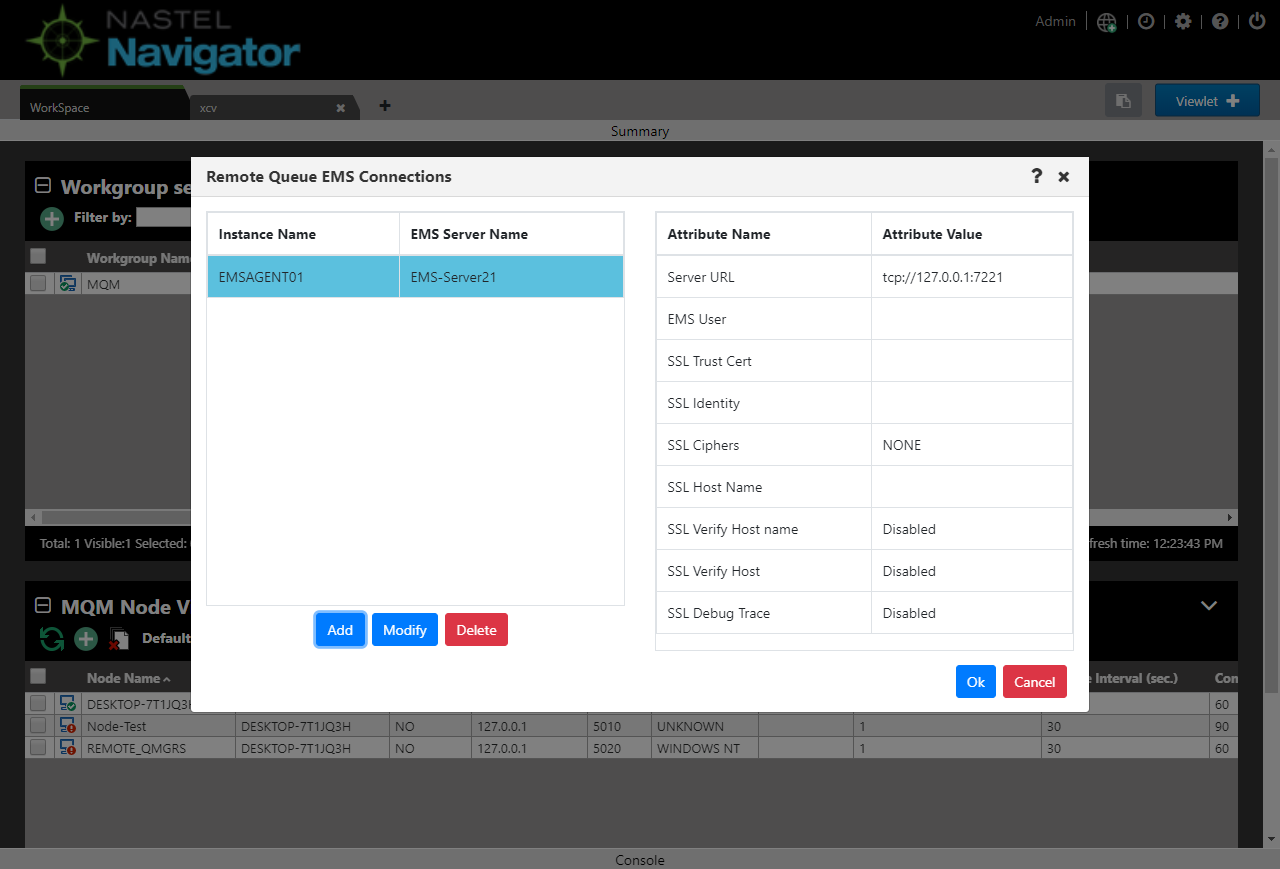 NASTEL
Navigator
Admin
WorkSpace
xcv
Viewlet
Summary
Remote Queue EMS Connections
Instance Name EMS Server Name
EMSAGENT01 EMS-Server21
Attribute Name Attribute Value
Server URL tcp://127.0.0.1:7221
EMS User
SSL Trust Cert
SSL Identity
SSL Ciphers NONE
SSL Host Name
SSL Verify Host name Disabled
SSL Verify Host Disabled
SSL Debug Trace Disabled
Add Modify Delete
Ok Cancel
Workgroup se
Filter by:
Workgroup Nam
MQM
Total: 1 Visible:1 Selected:
fresh time: 12:23:43 PM
MQM Node V
Default
Node Name Interval (sec.) Con
DESKTOP-7T1JQ3H 60
Node-Test DESKTOP-7T1JQ3H NO 127.0.0.1 5010 UNKNOWN 1 30 90
REMOTE_QMGRS DESKTOP-7T1JQ3H NO 127.0.0.1 5020 WINDOWS NT 1 30 60
Console